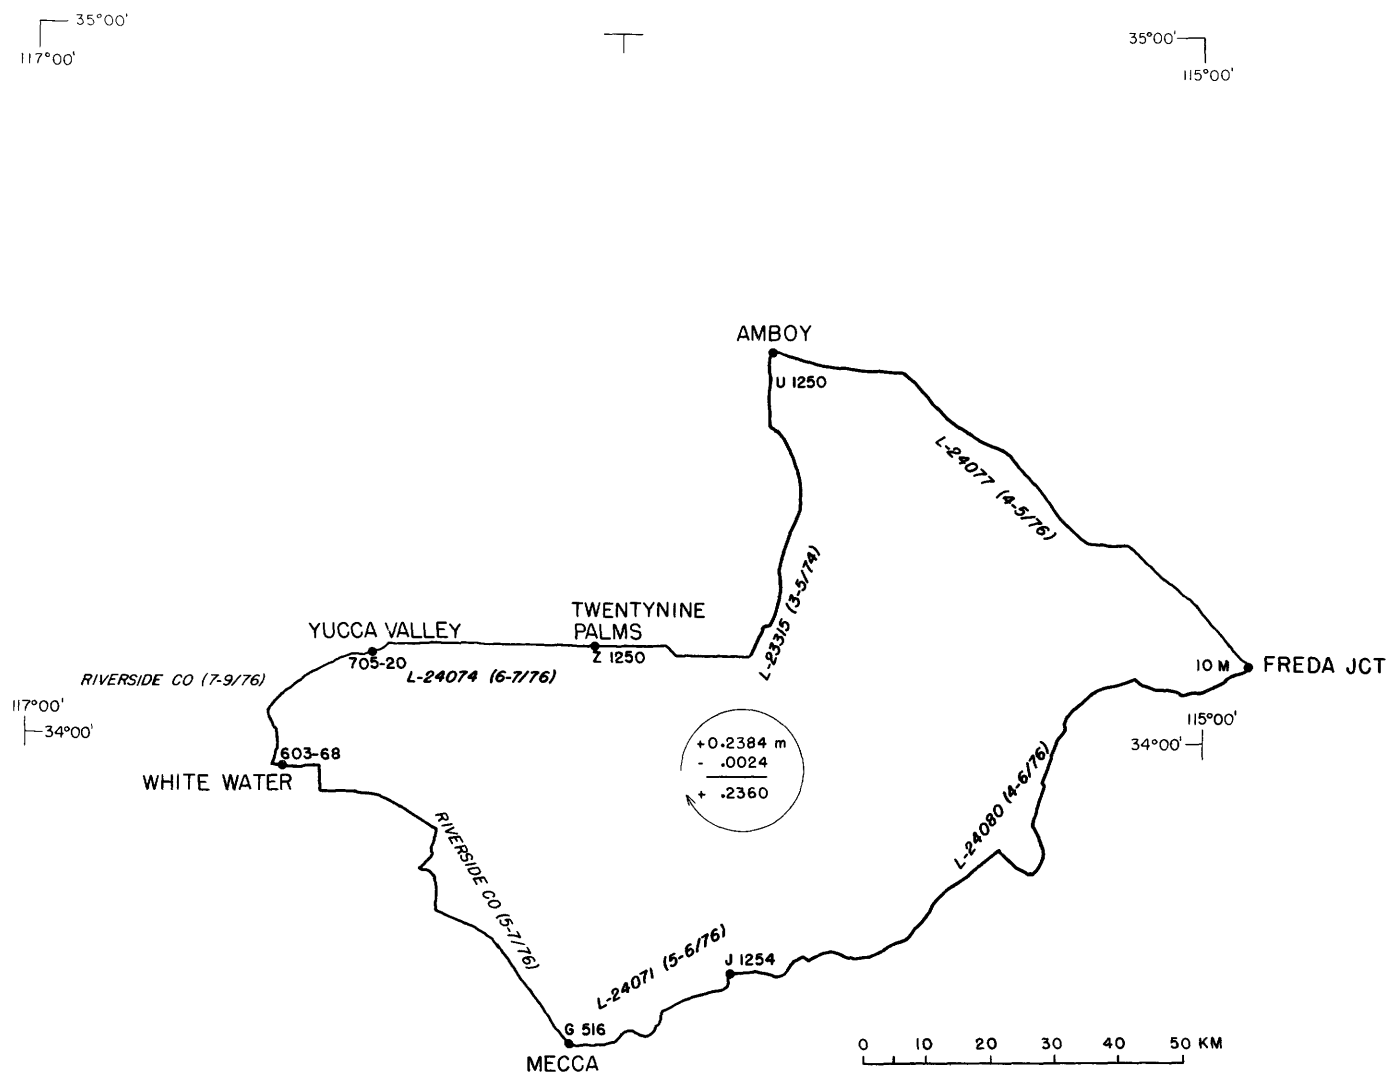 35°00'
117°00'
35°00'
115°00'
AMBOY
U 1250
L-24077 (4-5/76)
L-23315 (3-5/74)
TWENTYNINE
PALMS
Z 1250
YUCCA VALLEY
705-20
L-24074 (6-7/76)
RIVERSIDE CO (7-9/76)
10 M
FREDA JCT
117°00'
34°00'
115°00'
34°00'
603-68
WHITE WATER
+0.2384 m
- .0024
+ .2360
L-24080 (4-6/76)
RIVERSIDE CO (5-7/76)
L-24071 (5-6/76)
J 1254
G 516
MECCA
0 10 20 30 40 50 KM